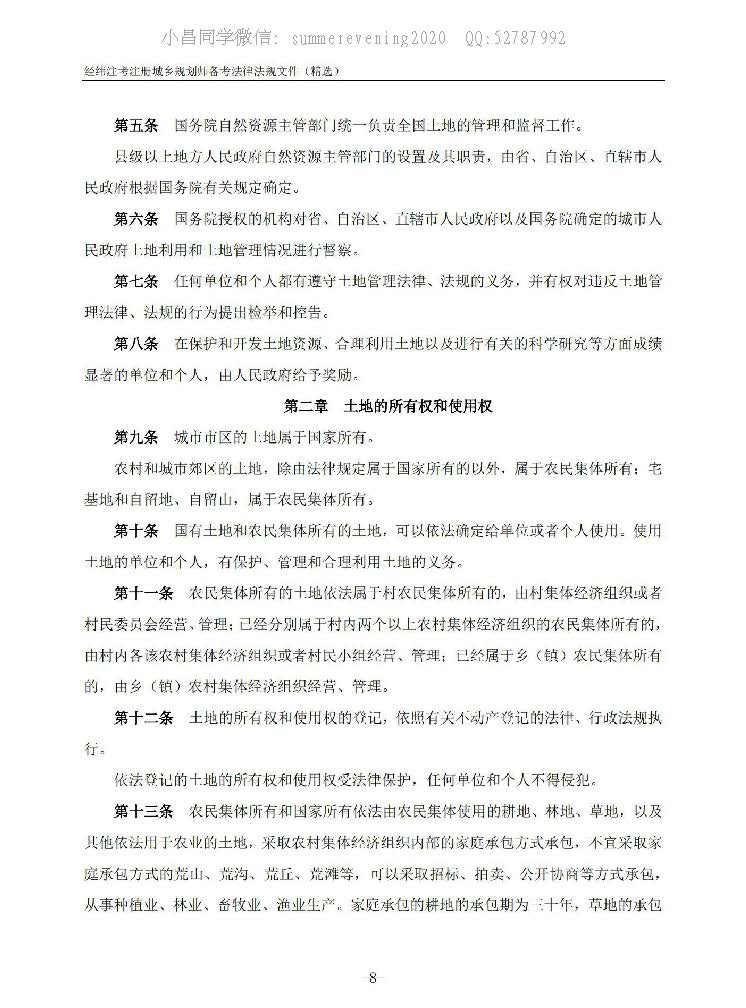 小昌同学微信: summerevening2020 QQ:52787992
经纬注考注册城乡规划师备考法律法规文件（精选）
第五条 国务院自然资源主管部门统一负责全国土地的管理和监督工作。
县级以上地方人民政府自然资源主管部门的设置及其职责，由省、自治区、直辖市人
民政府根据国务院有关规定确定。
第六条 国务院授权的机构对省、自治区、直辖市人民政府以及国务院确定的城市人
民政府土地利用和土地管理情况进行督察。
第七条 任何单位和个人都有遵守土地管理法律、法规的义务，并有权对违反土地管
理法律、法规的行为提出检举和控告。
第八条 在保护和开发土地资源、合理利用土地以及进行有关的科学研究等方面成绩
显著的单位和个人，由人民政府给予奖励。
第二章 土地的所有权和使用权
第九条 城市市区的土地属于国家所有。
农村和城市郊区的土地，除由法律规定属于国家所有的以外，属于农民集体所有；宅
基地和自留地、自留山，属于农民集体所有。
第十条 国有土地和农民集体所有的土地，可以依法确定给单位或者个人使用。使用
土地的单位和个人，有保护、管理和合理利用土地的义务。
第十一条 农民集体所有的土地依法属于村农民集体所有的，由村集体经济组织或者
村民委员会经营、管理；已经分别属于村内两个以上农村集体经济组织的农民集体所有的，
由村内各该农村集体经济组织或者村民小组经营、管理；已经属于乡（镇）农民集体所有
的，由乡（镇）农村集体经济组织经营、管理。
第十二条 土地的所有权和使用权的登记，依照有关不动产登记的法律、行政法规执
行。
依法登记的土地的所有权和使用权受法律保护，任何单位和个人不得侵犯。
第十三条 农民集体所有和国家所有依法由农民集体使用的耕地、林地、草地，以及
其他依法用于农业的土地，采取农村集体经济组织内部的家庭承包方式承包，不宜采取家
庭承包方式的荒山、荒沟、荒丘、荒滩等，可以采取招标、拍卖、公开协商等方式承包，
从事种植业、林业、畜牧业、渔业生产。家庭承包的耕地的承包期为三十年，草地的承包
-8-